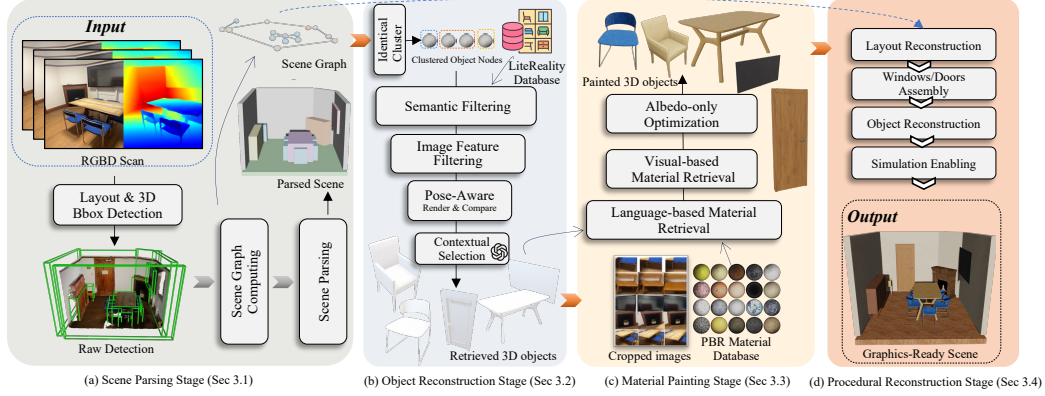 Input
RGBD Scan
Layout & 3D
Bbox Detection
Raw Detection
Scene Graph
Parsed Scene
Scene Graph
Computing
Scene Parsing
(a) Scene Parsing Stage (Sec 3.1)
Identical
Cluster
Clustered Object Nodes
LiteReality
Database
Semantic Filtering
Image Feature
Filtering
Pose-Aware
Render & Compare
Contextual
Selection
Retrieved 3D objects
(b) Object Reconstruction Stage (Sec 3.2)
Painted 3D objects
Albedo-only
Optimization
Visual-based
Material Retrieval
Language-based Material
Retrieval
Cropped images
PBR Material
Database
(c) Material Painting Stage (Sec 3.3)
Layout Reconstruction
Windows/Doors
Assembly
Object Reconstruction
Simulation Enabling
Output
Graphics-Ready Scene
(d) Procedural Reconstruction Stage (Sec 3.4)